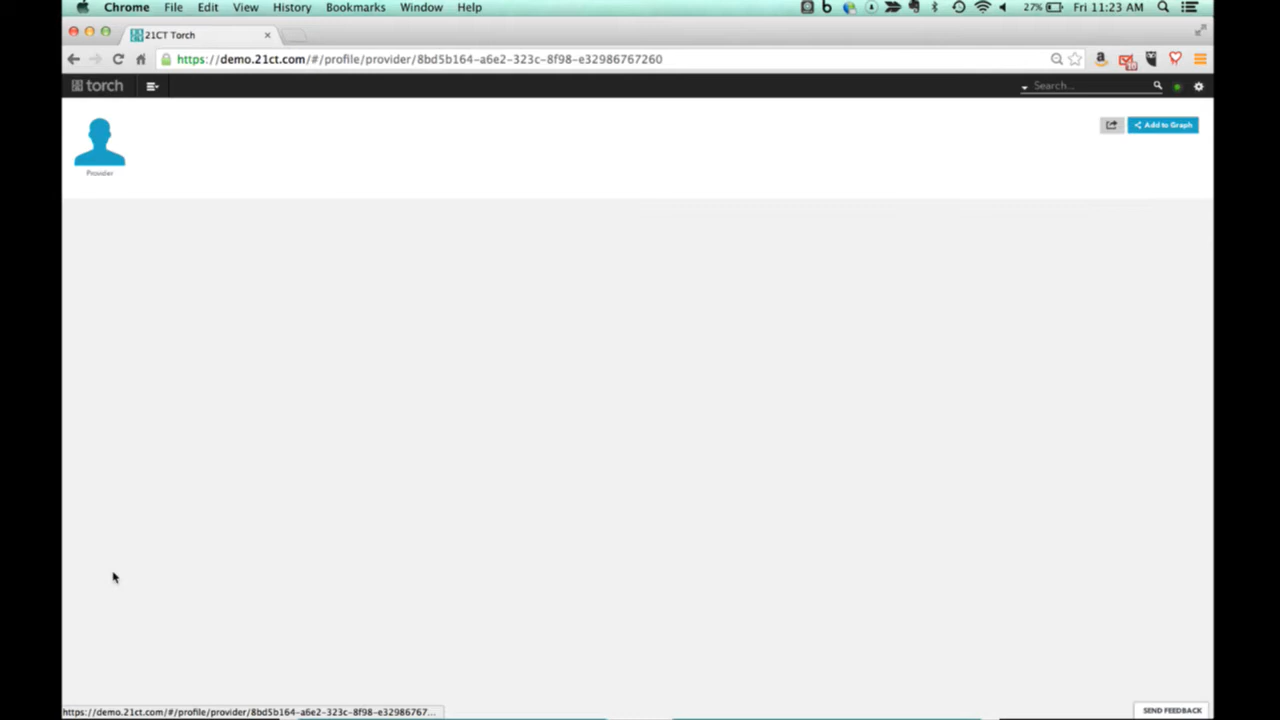 Chrome File Edit View History Bookmarks Window Help 27% Fri 11:23 AM
21CT Torch
https://demo.21ct.com/#/profile/provider/8bd5b164-a6e2-323c-8f98-e32986767260
torch Search...
Add to Graph
Provider
https://demo.21ct.com/#/profile/provider/8bd5b164-a6e2-323c-8f98-e32986767...
SEND FEEDBACK